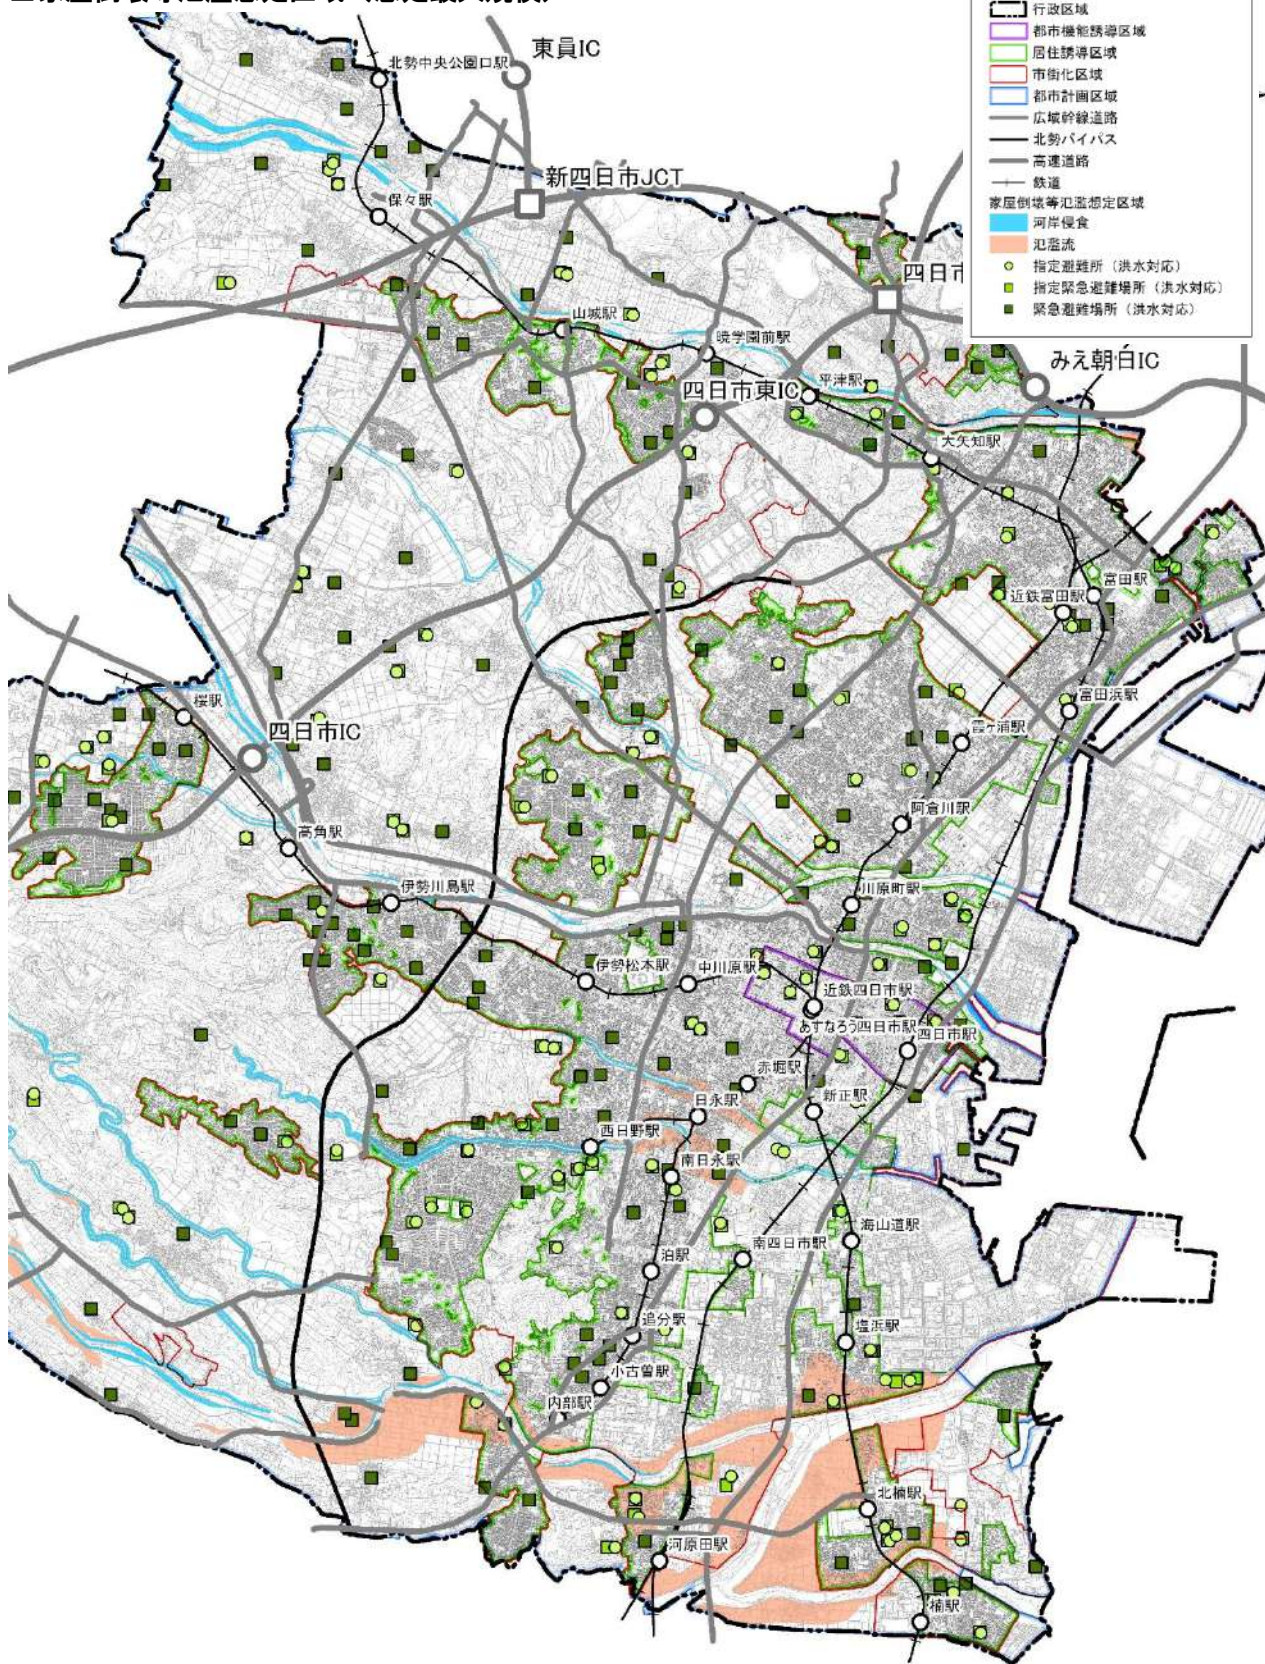 行政区域
都市機能誘導区域
居住誘導区域
市街化区域
都市計画区域
広域幹線道路
北勢バイパス
高速道路
鉄道
家屋倒壊等氾濫想定区域
河岸侵食
氾濫流
指定避難所（洪水対応）
指定緊急避難場所（洪水対応）
緊急避難場所（洪水対応）
東員IC
北勢中央公園口駅
新四日市JCT
保々駅
四日市
山城駅
暁学園前駅
みえ朝日IC
平津駅
四日市東IC
大矢知駅
富田駅
近鉄富田駅
富田浜駅
桜駅
四日市IC
霞ヶ浦駅
阿倉川駅
高角駅
伊勢川島駅
川原町駅
伊勢松本駅
中川原駅
近鉄四日市駅
あすなろう四日市駅
四日市駅
赤堀駅
日永駅
新正駅
西日野駅
南日永駅
海山道駅
南四日市駅
泊駅
追分駅
塩浜駅
小古曽駅
内部駅
北楠駅
河原田駅
楠駅